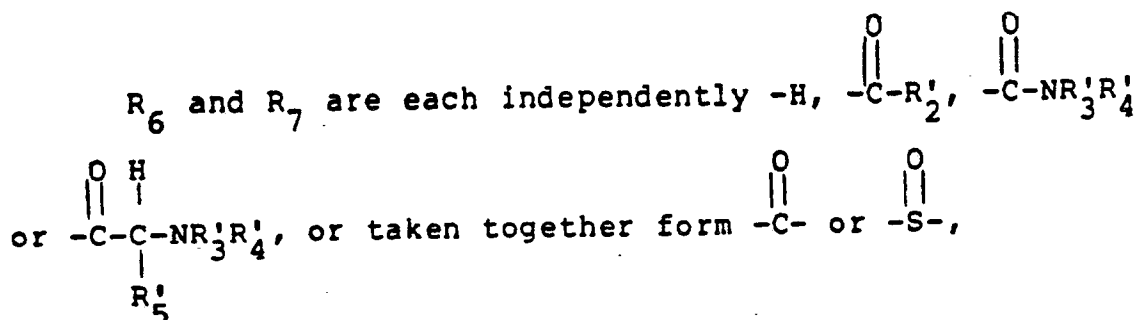 O O
|| ||
R6 and R7 are each independently -H, -C-R'2, -C-NR'3R'4
O H O O
|| | || ||
or -C-C-NR'3R'4, or taken together form -C- or -S-,
|
R'5